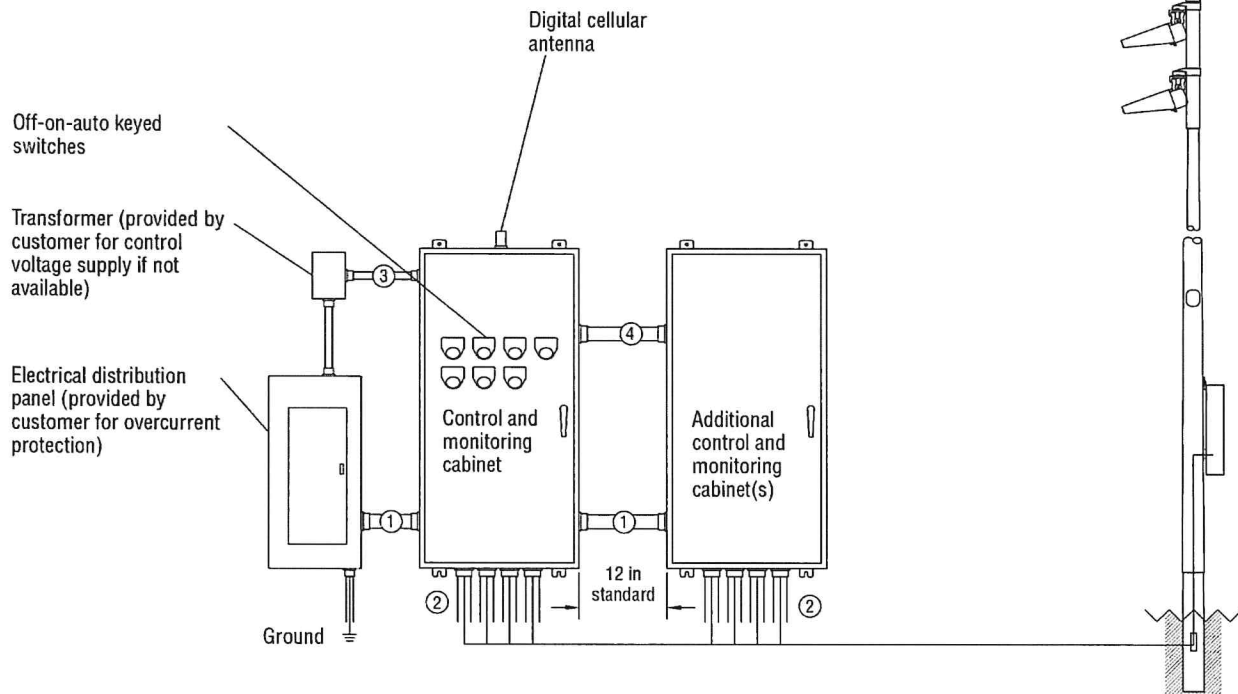 Digital cellular
antenna
Off-on-auto keyed
switches
Transformer (provided by
customer for control
voltage supply if not
available)
3
4
Electrical distribution
panel (provided by
customer for overcurrent
protection)
Control and
monitoring
cabinet
Additional
control and
monitoring
cabinet(s)
1
1
2
12 in
standard
2
Ground